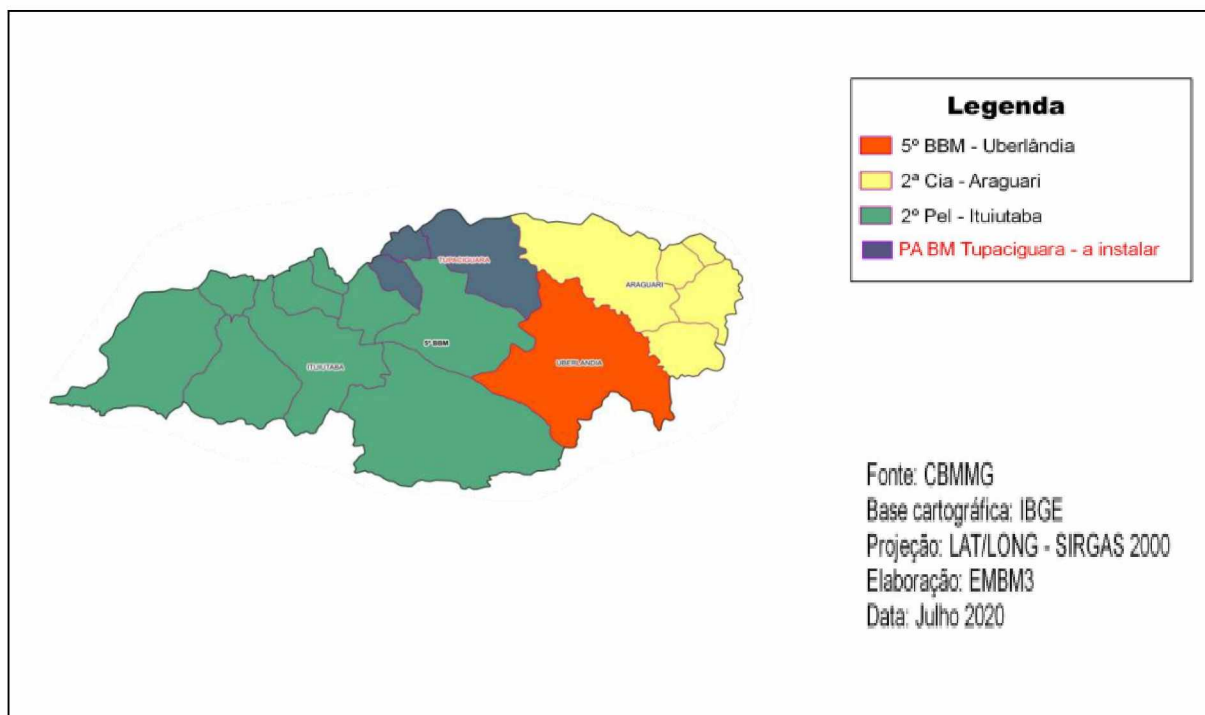 Legenda
5º BBM - Uberlândia
2ª Cia - Araguari
2º Pel - Ituiutaba
PA BM Tupaciguara - a instalar
TUPACIGUARA
ARAGUARI
5º BBM
UBERLANDIA
ITUIUTABA
Fonte: CBMMG
Base cartográfica: IBGE
Projeção: LAT/LONG - SIRGAS 2000
Elaboração: EMBM3
Data: Julho 2020